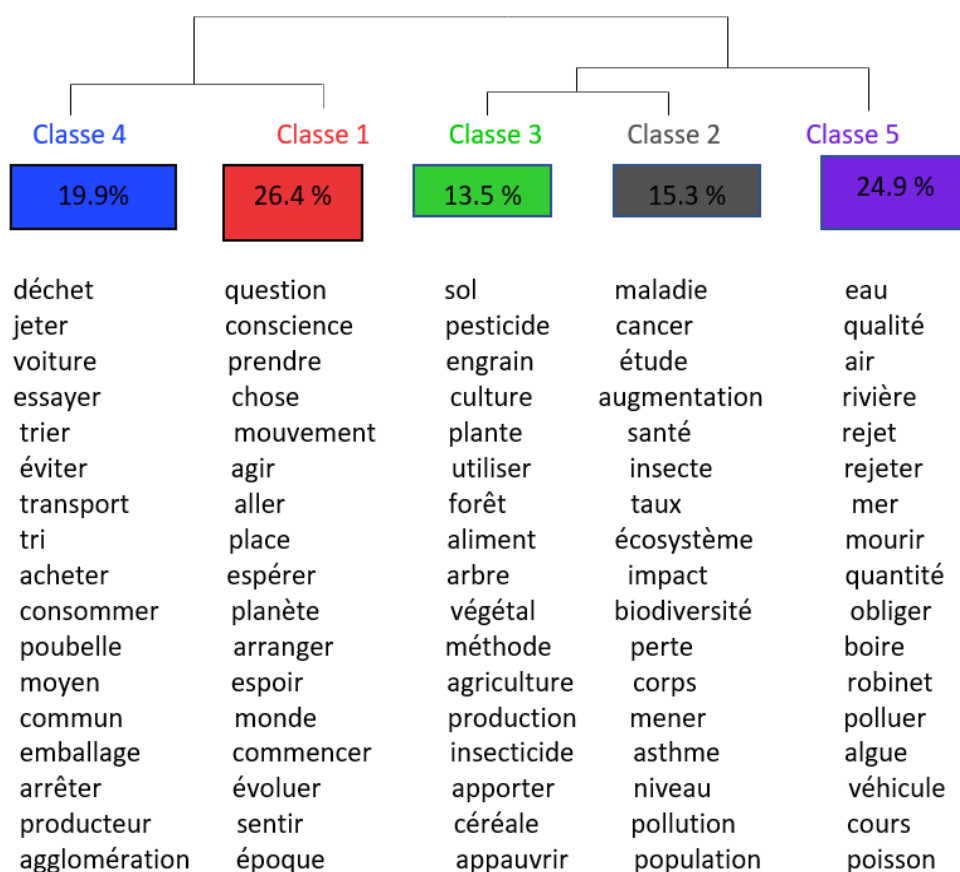 Classe 4 Classe 1 Classe 3 Classe 2 Classe 5
19.9% 26.4 % 13.5 % 15.3 % 24.9 %
déchet question sol maladie eau
jeter conscience pesticide cancer qualité
voiture prendre engrain étude air
essayer chose culture augmentation rivière
trier mouvement plante santé rejet
éviter agir utiliser insecte rejeter
transport aller forêt taux mer
tri place aliment écosystème mourir
acheter espérer arbre impact quantité
consommer planète végétal biodiversité obliger
poubelle arranger méthode perte boire
moyen espoir agriculture corps robinet
commun monde production mener polluer
emballage commencer insecticide asthme algue
arrêter évoluer apporter niveau véhicule
producteur sentir céréale pollution cours
agglomération époque appauvrir population poisson